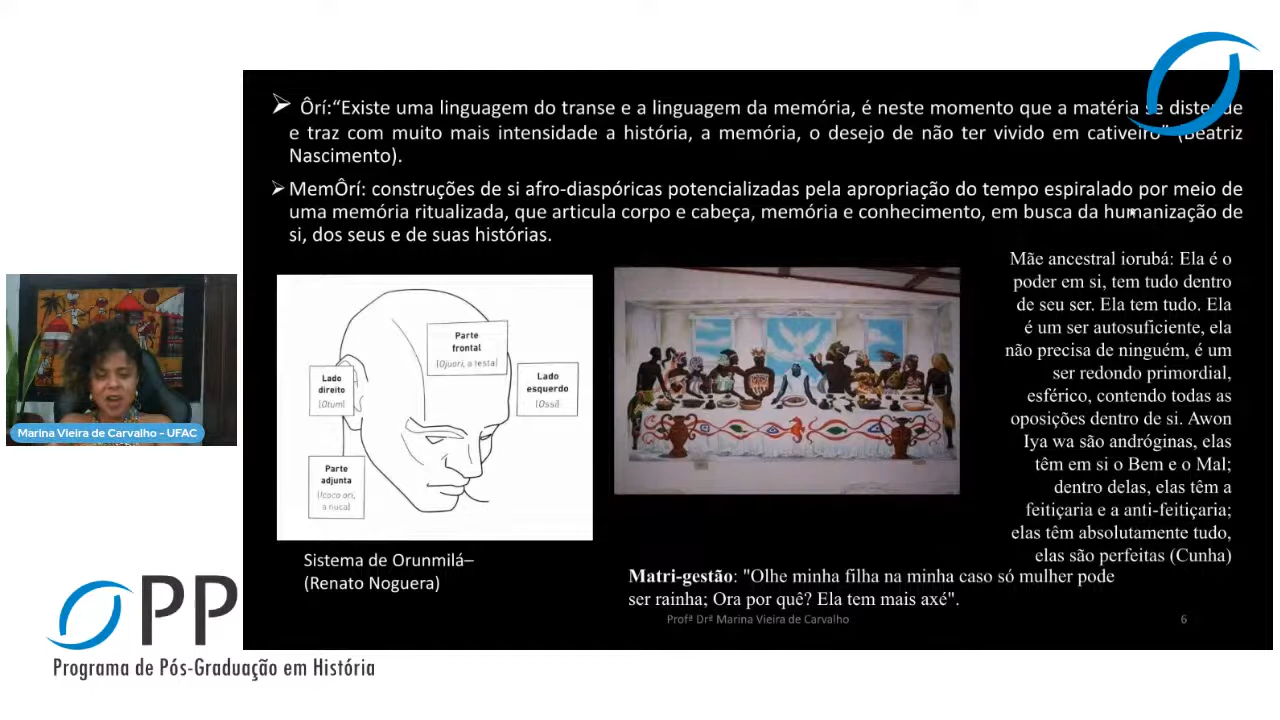 ➢ Ôrí:“Existe uma linguagem do transe e a linguagem da memória, é neste momento que a matéria se distende
e traz com muito mais intensidade a história, a memória, o desejo de não ter vivido em cativeiro” (Beatriz
Nascimento).
➢ MemÔrí: construções de si afro-diaspóricas potencializadas pela apropriação do tempo espiralado por meio de
uma memória ritualizada, que articula corpo e cabeça, memória e conhecimento, em busca da humanização de
si, dos seus e de suas histórias.
Parte
frontal
(Ojuori, a testa)
Lado
direito
(Otum)
Lado
esquerdo
(Ossi)
Parte
adjunta
(Icoco ori,
a nuca)
Sistema de Orunmilá–
(Renato Noguera)
Mãe ancestral iorubá: Ela é o
poder em si, tem tudo dentro
de seu ser. Ela tem tudo. Ela
é um ser autosuficiente, ela
não precisa de ninguém, é um
ser redondo primordial,
esférico, contendo todas as
oposições dentro de si. Awon
Iya wa são andróginas, elas
têm em si o Bem e o Mal;
dentro delas, elas têm a
feitiçaria e a anti-feitiçaria;
elas têm absolutamente tudo,
elas são perfeitas (Cunha)
Matri-gestão: "Olhe minha filha na minha caso só mulher pode
ser rainha; Ora por quê? Ela tem mais axé".
Profª Drª Marina Vieira de Carvalho
6
Marina Vieira de Carvalho - UFAC
PP
Programa de Pós-Graduação em História